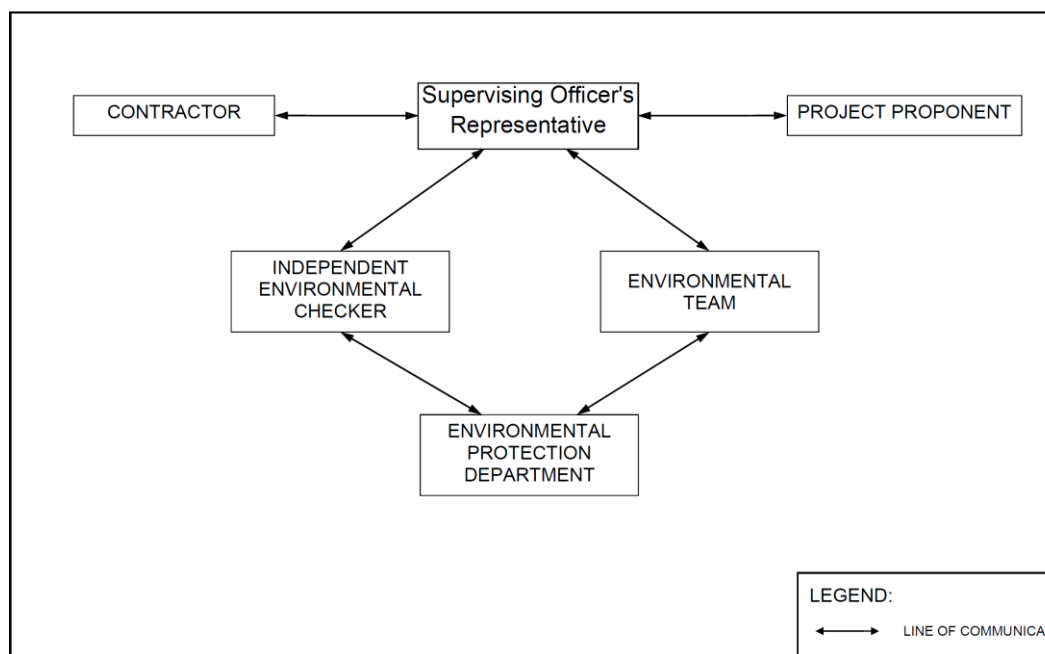 CONTRACTOR
Supervising Officer's
Representative
PROJECT PROPONENT
INDEPENDENT
ENVIRONMENTAL
CHECKER
ENVIRONMENTAL
TEAM
ENVIRONMENTAL
PROTECTION
DEPARTMENT
LEGEND:
LINE OF COMMUNICA